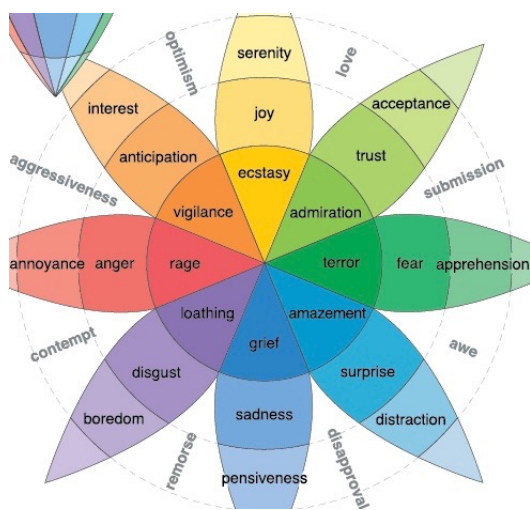 serenity
optimism
love
interest
joy
acceptance
anticipation
trust
ecstasy
aggressiveness
submission
vigilance
admiration
annoyance
anger
rage
terror
fear
apprehension
loathing
amazement
contempt
grief
awe
disgust
surprise
boredom
sadness
distraction
remorse
disapproval
pensiveness